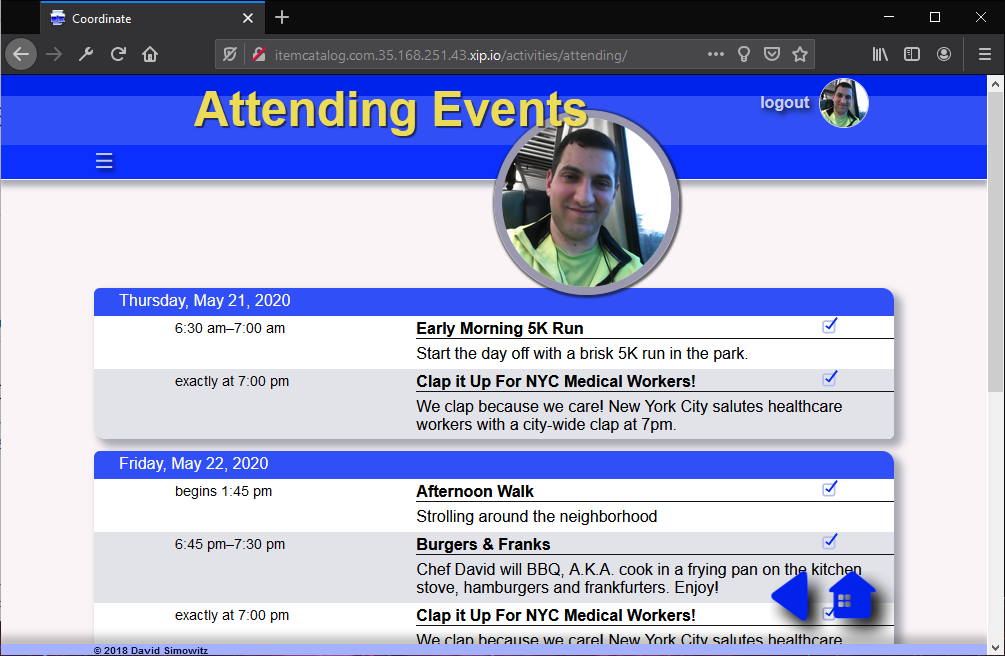 Coordinate
itemcatalog.com.35.168.251.43.xip.io/activities/attending/
Attending Events
logout
Thursday, May 21, 2020
6:30 am–7:00 am
Early Morning 5K Run
Start the day off with a brisk 5K run in the park.
exactly at 7:00 pm
Clap it Up For NYC Medical Workers!
We clap because we care! New York City salutes healthcare
workers with a city-wide clap at 7pm.
Friday, May 22, 2020
begins 1:45 pm
Afternoon Walk
Strolling around the neighborhood
6:45 pm–7:30 pm
Burgers & Franks
Chef David will BBQ, A.K.A. cook in a frying pan on the kitchen
stove, hamburgers and frankfurters. Enjoy!
exactly at 7:00 pm
Clap it Up For NYC Medical Workers!
We clap because we care! New York City salutes healthcare
© 2018 David Simowitz